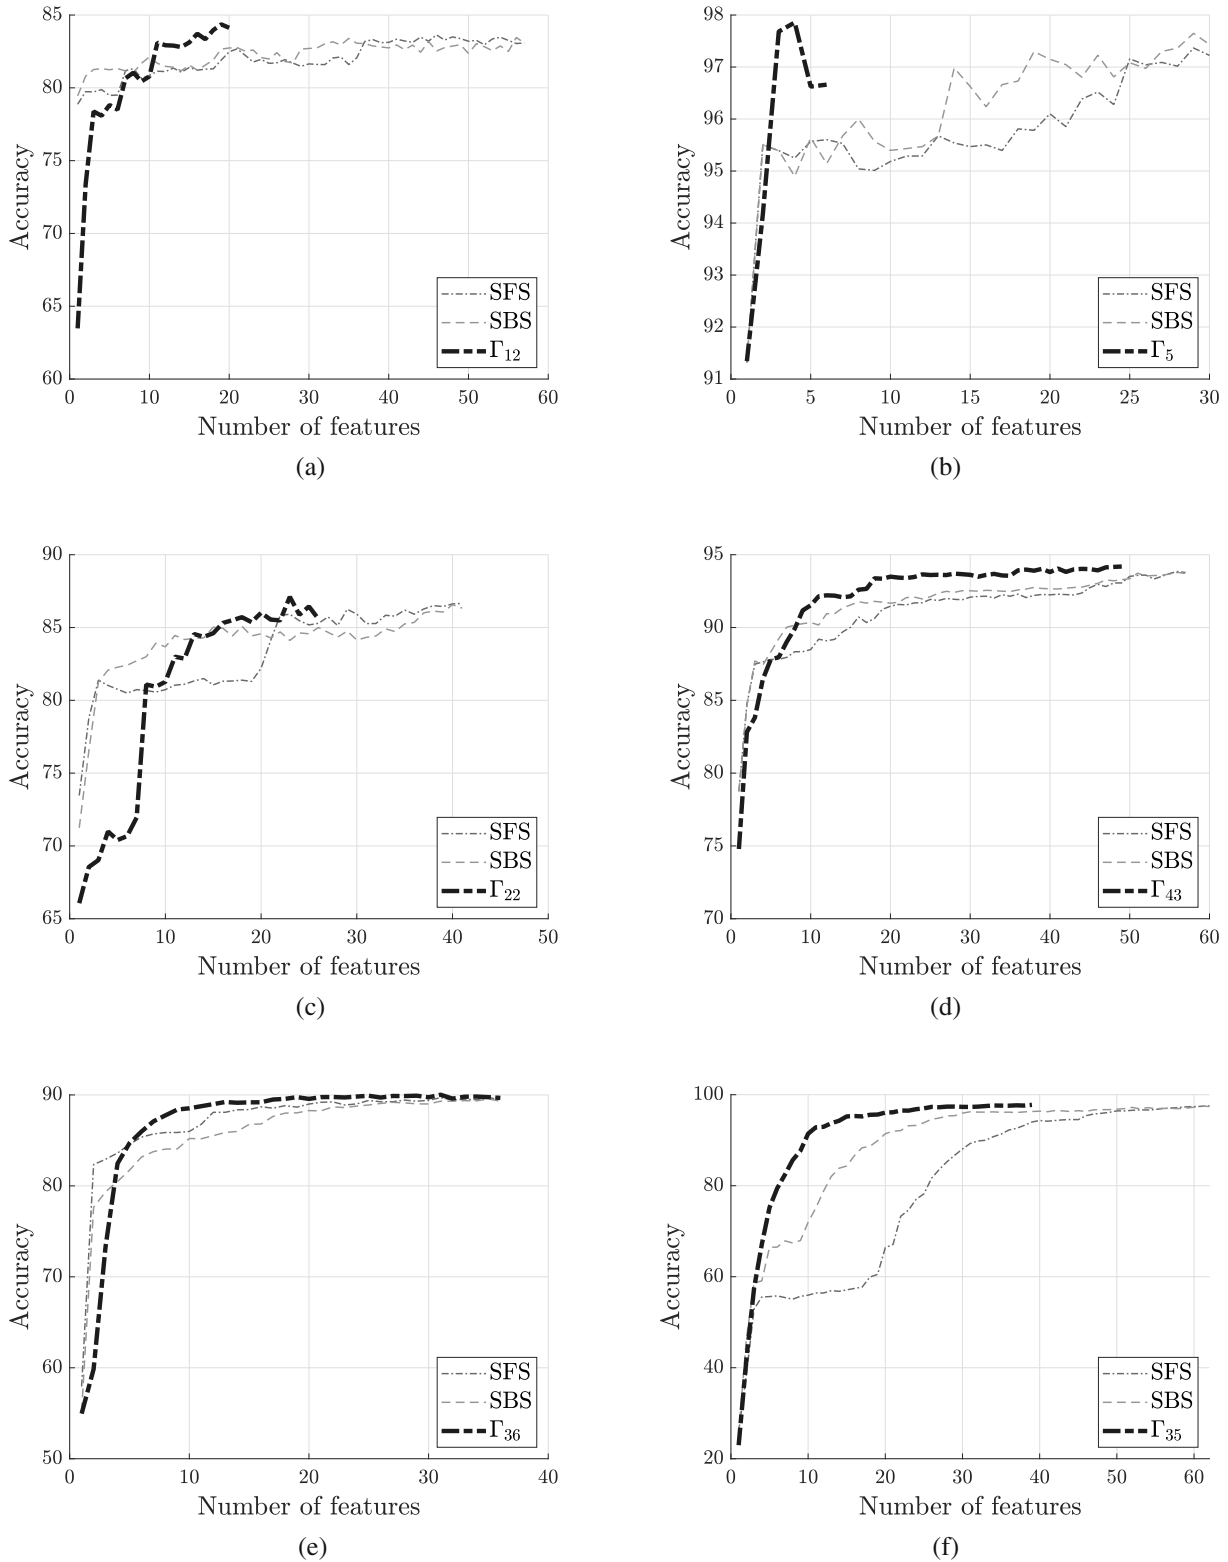 85
80
75
70
65
60
Accuracy
0 10 20 30 40 50 60
Number of features
SFS
SBS
Γ12
(a)
98
97
96
95
94
93
92
91
Accuracy
0 5 10 15 20 25 30
Number of features
SFS
SBS
Γ5
(b)
90
85
80
75
70
65
Accuracy
0 10 20 30 40 50
Number of features
SFS
SBS
Γ22
(c)
95
90
85
80
75
70
Accuracy
0 10 20 30 40 50 60
Number of features
SFS
SBS
Γ43
(d)
90
80
70
60
50
Accuracy
0 10 20 30 40
Number of features
SFS
SBS
Γ36
(e)
100
80
60
40
20
Accuracy
0 10 20 30 40 50 60
Number of features
SFS
SBS
Γ35
(f)